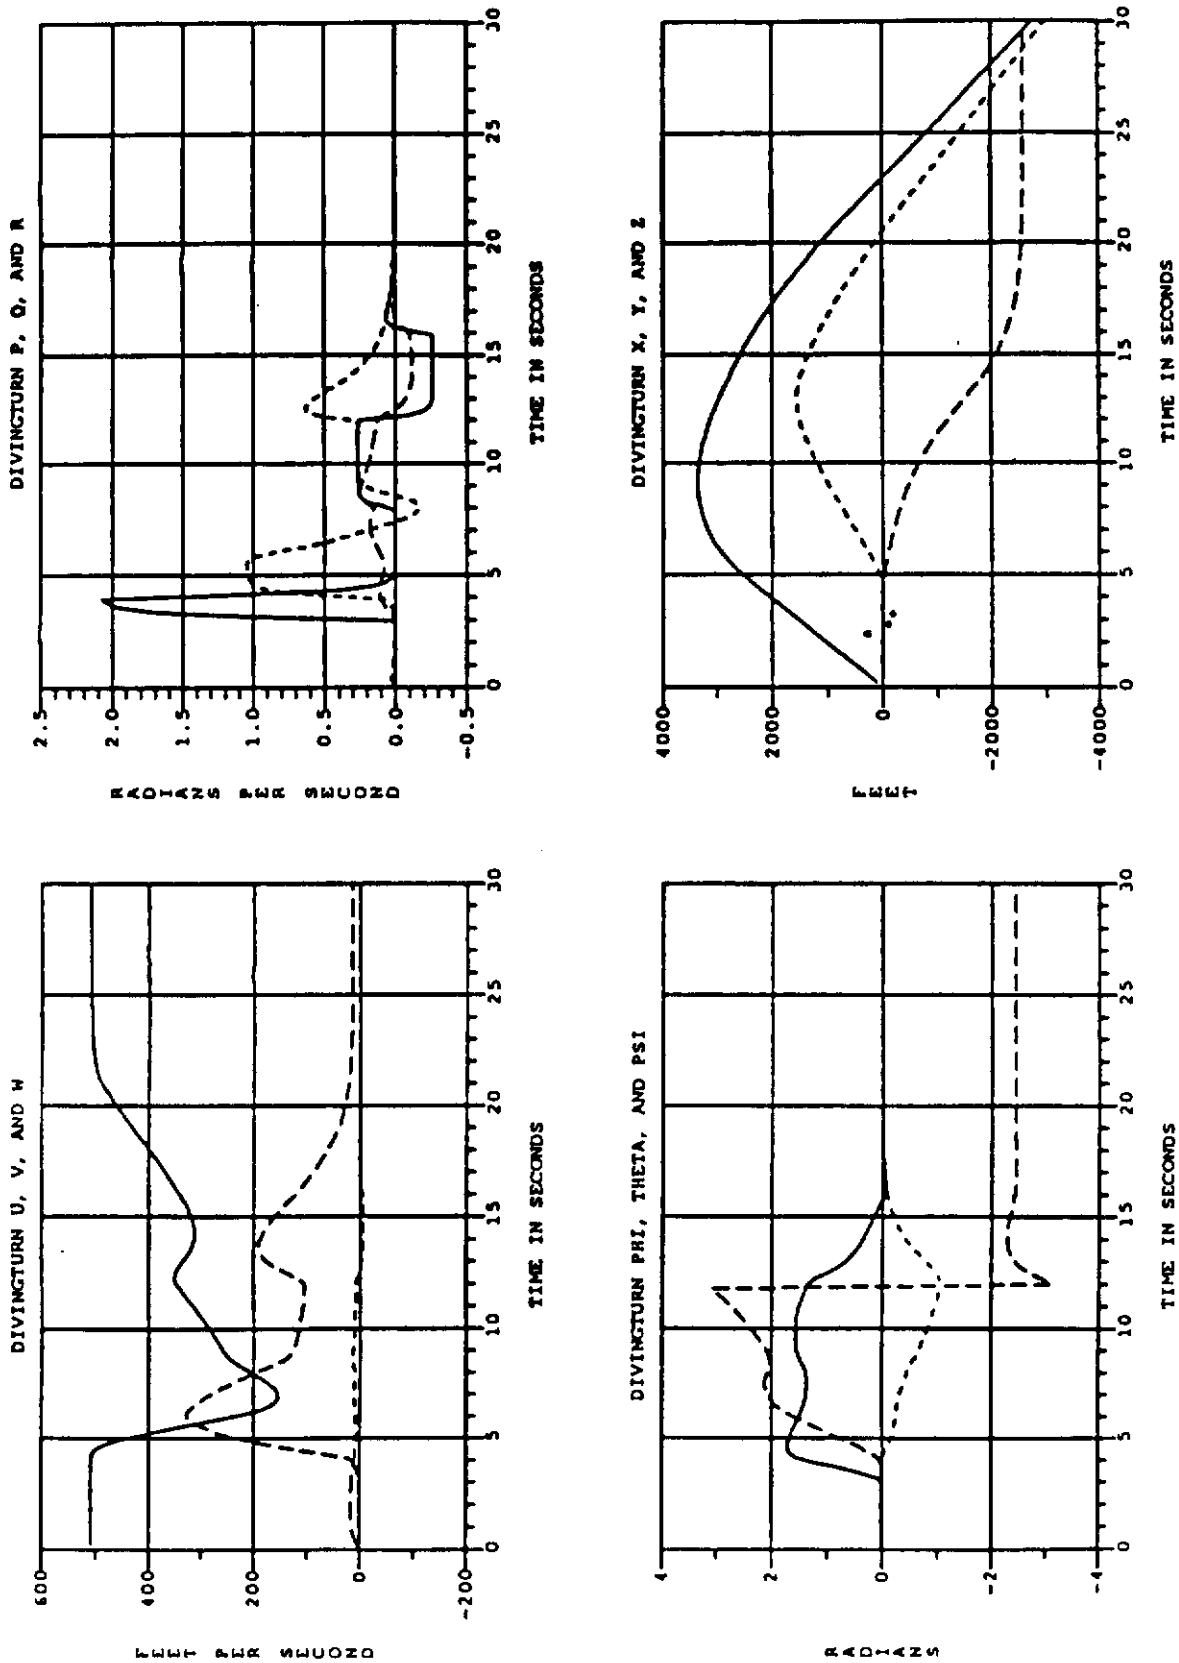 DIVINGTURN U, V, AND W
FEET PER SECOND
600
400
200
0
-200
0 5 10 15 20 25 30
TIME IN SECONDS
DIVINGTURN P, Q, AND R
RADIANS PER SECOND
2.5
2.0
1.5
1.0
0.5
0.0
-0.5
0 5 10 15 20 25 30
TIME IN SECONDS
DIVINGTURN PHI, THETA, AND PSI
RADIANS
4
2
0
-2
-4
0 5 10 15 20 25 30
TIME IN SECONDS
DIVINGTURN X, Y, AND Z
FEET
4000
2000
0
-2000
-4000
0 5 10 15 20 25 30
TIME IN SECONDS